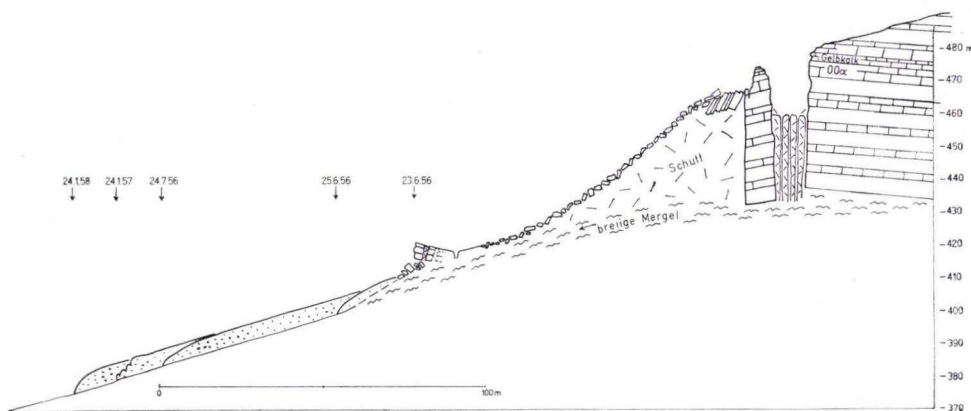 - 480 m
Gelbkalk
OOα
- 470
- 460
- 450
Schutt
24.1.58 24.1.57 24.7.56 25.6.56 23.6.56
- 440
- 430
breiige Mergel
- 420
- 410
- 400
- 390
- 380
0 100 m
- 370